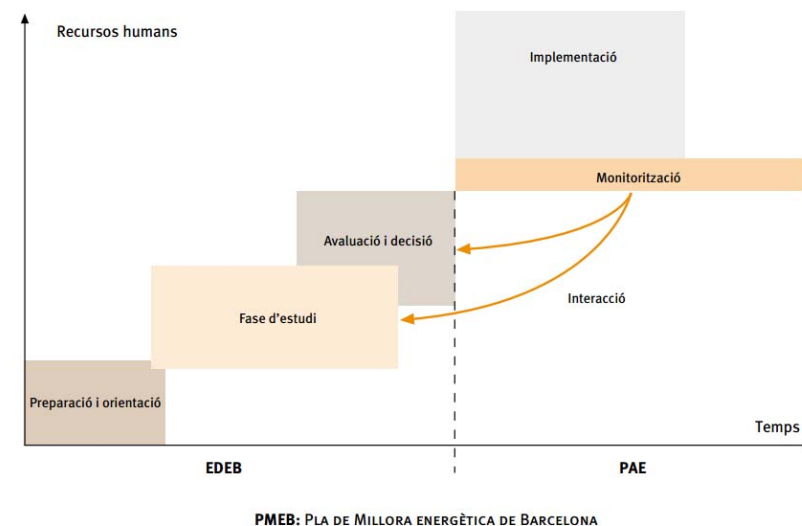 Recursos humans
Implementació
Monitorització
Avaluació i decisió
Interacció
Fase d'estudi
Preparació i orientació
Temps
EDEB
PAE
PMEB: PLA DE MILLORA ENERGÈTICA DE BARCELONA